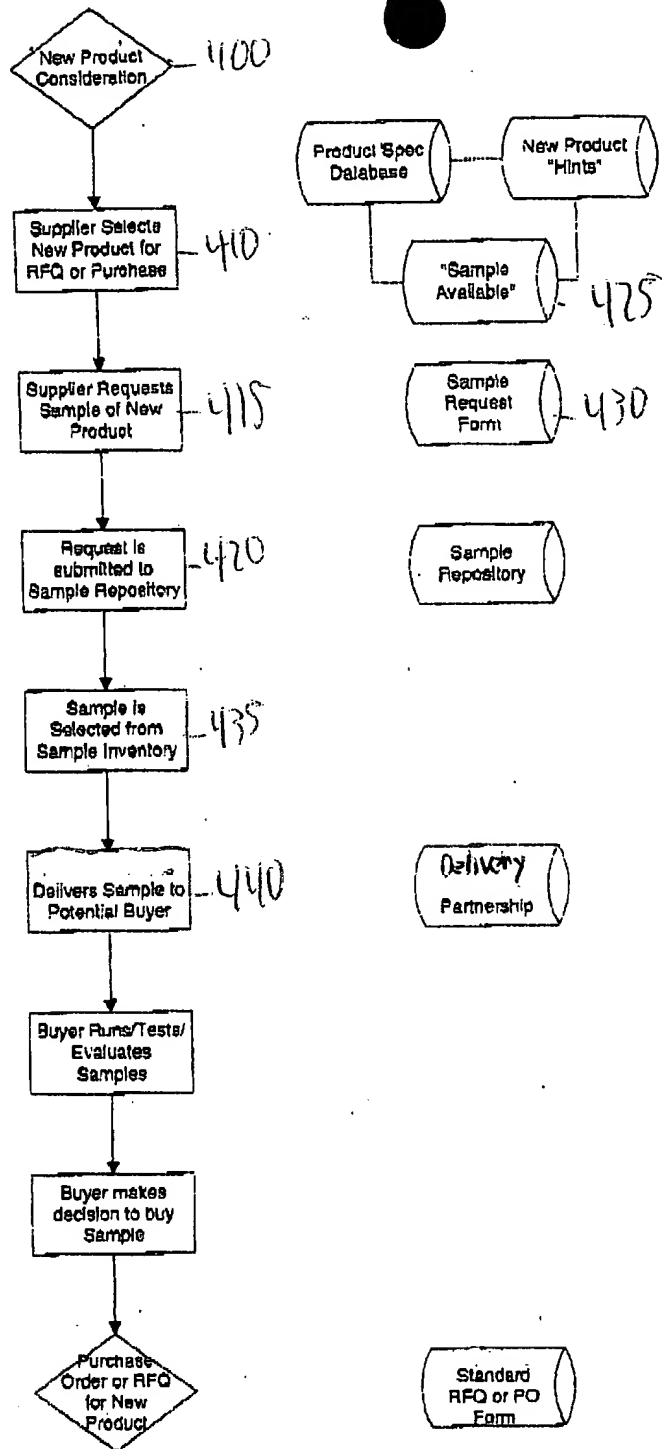 New Product
Consideration
400
Product Spec
Database
New Product
"Hints"
Supplier Selects
New Product for
RFQ or Purchase
410
"Sample
Available"
425
Supplier Requests
Sample of New
Product
415
Sample
Request
Form
430
Request is
submitted to
Sample Repository
420
Sample
Repository
Sample is
Selected from
Sample Inventory
435
Delivers Sample to
Potential Buyer
440
Delivery
Partnership
Buyer Runs/Tests/
Evaluates
Samples
Buyer makes
decision to buy
Sample
Purchase
Order or RFQ
for New
Product
Standard
RFQ or PO
Form